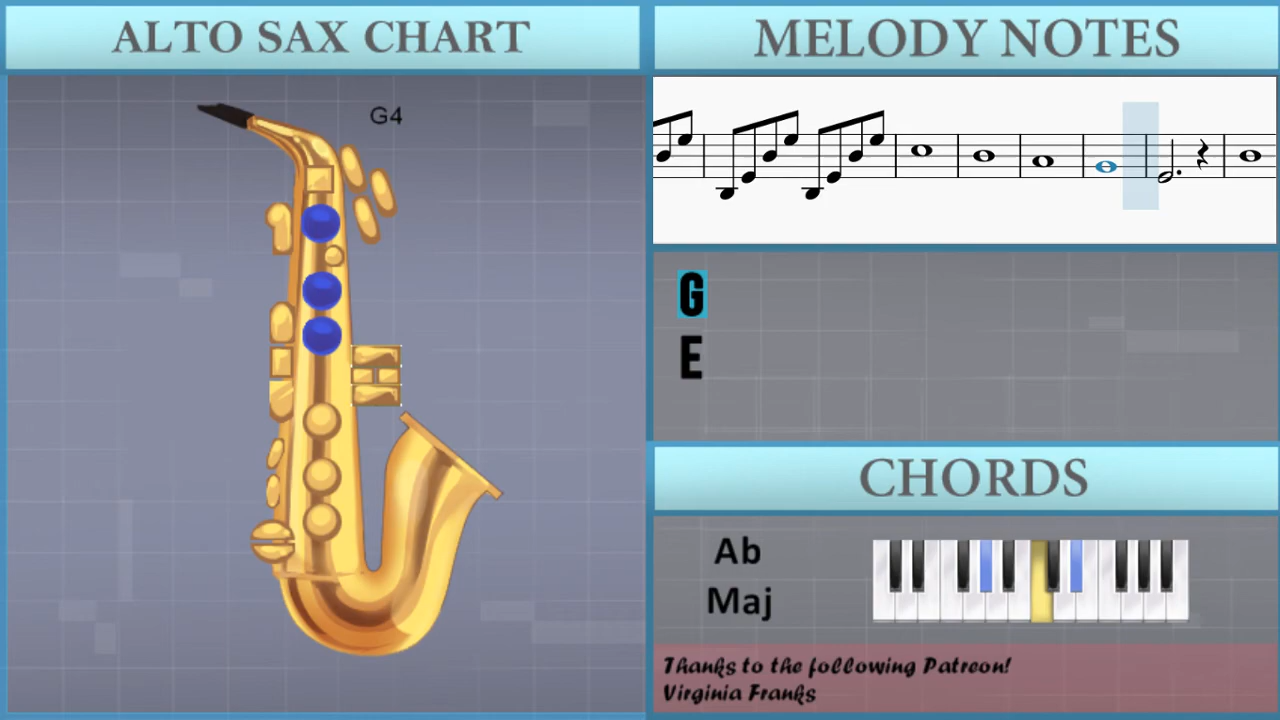 ALTO SAX CHART
G4
MELODY NOTES
G
E
CHORDS
Ab
Maj
Thanks to the following Patreon!
Virginia Franks